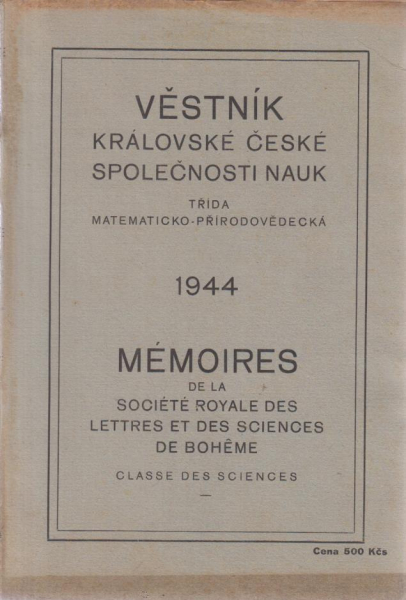 VĚSTNÍK
KRÁLOVSKÉ ČESKÉ
SPOLEČNOSTI NAUK
TŘÍDA
MATEMATICKO-PŘÍRODOVĚDECKÁ
1944
MÉMOIRES
DE LA
SOCIÉTÉ ROYALE DES
LETTRES ET DES SCIENCES
DE BOHÊME
CLASSE DES SCIENCES
Cena 500 Kčs